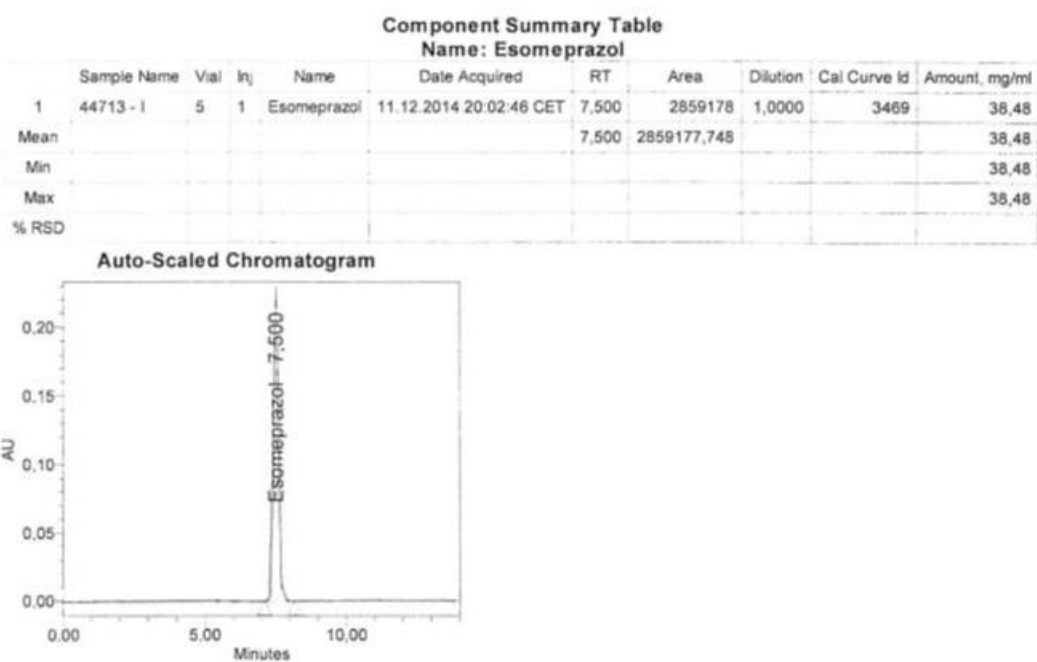 Component Summary Table
Name: Esomeprazol
Sample Name Vial Inj Name Date Acquired RT Area Dilution Cal Curve Id Amount, mg/ml
1 44713 - I 5 1 Esomeprazol 11.12.2014 20:02:46 CET 7,500 2859178 1,0000 3469 38,48
Mean 7,500 2859177,748 38,48
Min 38,48
Max 38,48
% RSD
Auto-Scaled Chromatogram
Esomeprazol - 7,500
AU
0,20
0,15
0,10
0,05
0,00
0,00 5,00 10,00
Minutes